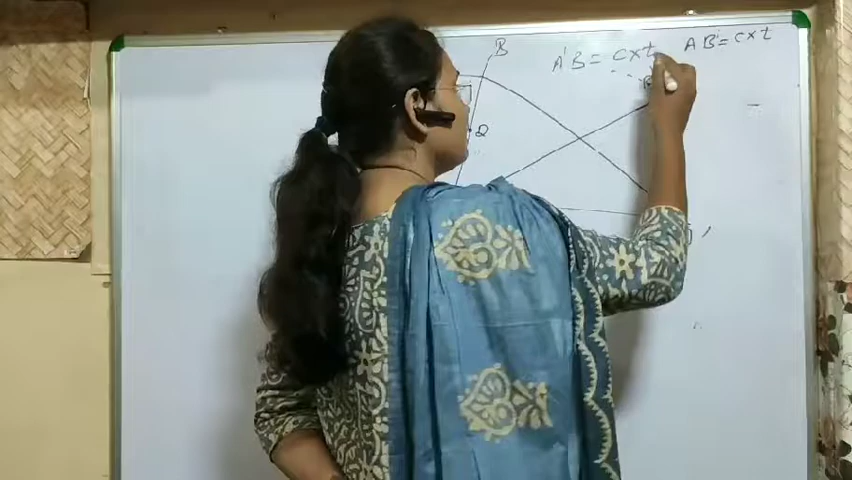 A'B = cxt AB' = cxt
B
Q